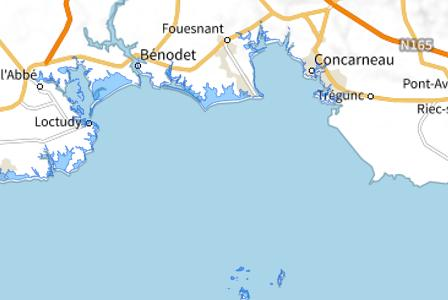 Fouesnant
N165
Bénodet
Concarneau
l'Abbé
Pont-Av
Trégunc
Riec-s
Loctudy